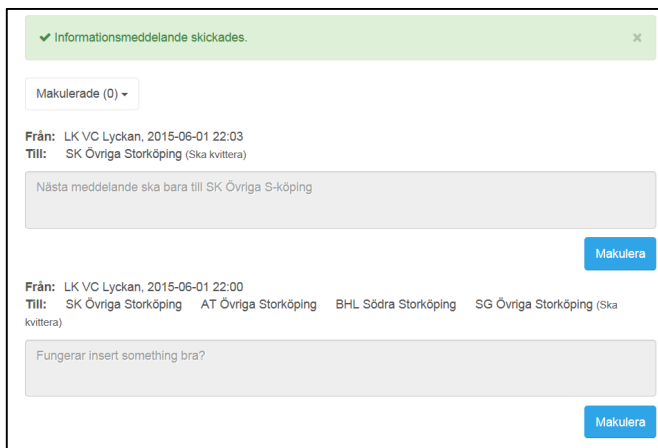 ✔ Informationsmeddelande skickades. ×
Makulerade (0)
Från: LK VC Lyckan, 2015-06-01 22:03
Till: SK Övriga Storköping (Ska kvittera)
Nästa meddelande ska bara till SK Övriga S-köping
Makulera
Från: LK VC Lyckan, 2015-06-01 22:00
Till: SK Övriga Storköping AT Övriga Storköping BHL Södra Storköping SG Övriga Storköping (Ska
kvittera)
Fungerar insert something bra?
Makulera